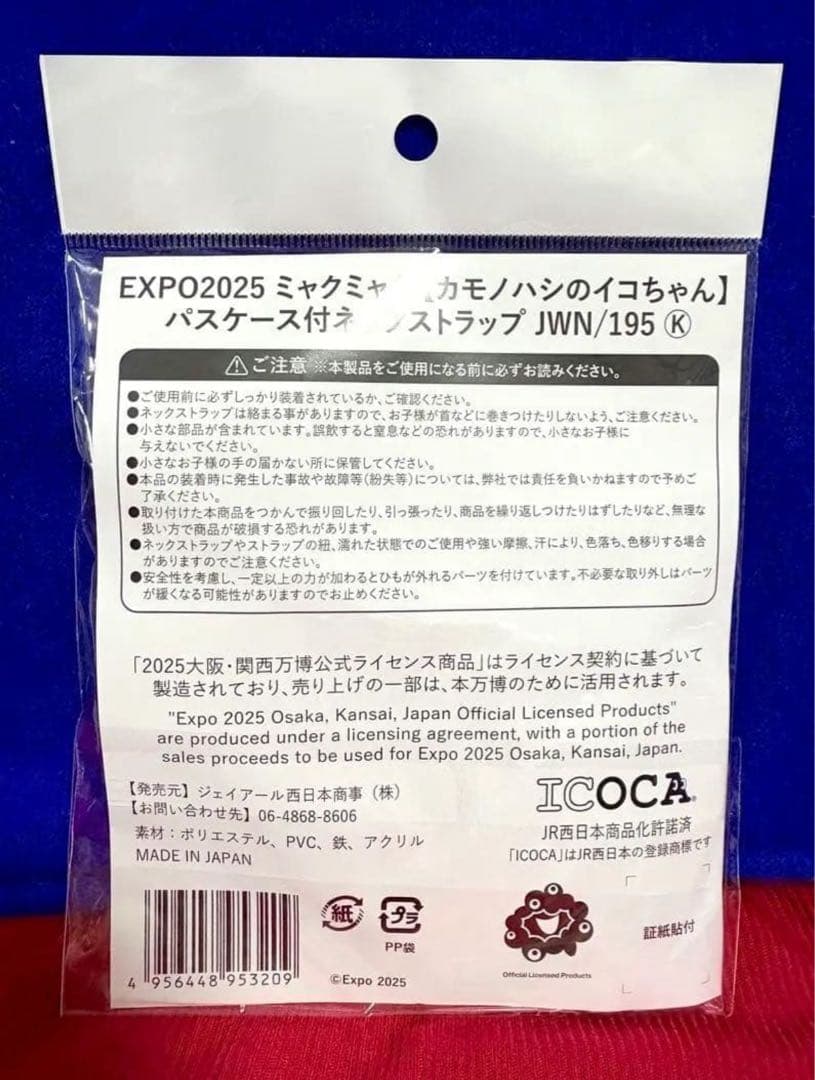 EXPO2025 ミャクミャ 【カモノハシのイコちゃん】
パスケース付ネックストラップ JWN/195 Ⓚ
ご注意 ※本製品をご使用になる前に必ずお読みください。
●ご使用前に必ずしっかり装着されているか、ご確認ください。
●ネックストラップは絡まる事がありますので、お子様が首などに巻きつけたりしないよう、ご注意ください。
●小さな部品が含まれています。誤飲すると窒息などの恐れがありますので、小さなお子様に
与えないでください。
●小さなお子様の手の届かない所に保管してください。
●本品の装着時に発生した事故や故障等(紛失等)については、弊社では責任を負いかねますので予めご
了承ください。
●取り付けた本商品をつかんで振り回したり、引っ張ったり、商品を繰り返しつけたりはずしたりなど、無理な
扱い方で商品が破損する恐れがあります。
●ネックストラップやストラップの紐、濡れた状態でのご使用や強い摩擦、汗により、色落ち、色移りする場合
がありますのでご注意ください。
●安全性を考慮し、一定以上の力が加わるとひもが外れるパーツを付けています。不必要な取り外しはパーツ
が緩くなる可能性がありますのでお止めください。
「2025大阪・関西万博公式ライセンス商品」はライセンス契約に基づいて
製造されており、売り上げの一部は、本万博のために活用されます。
"Expo 2025 Osaka, Kansai, Japan Official Licensed Products"
are produced under a licensing agreement, with a portion of the
sales proceeds to be used for Expo 2025 Osaka, Kansai, Japan.
【発売元】ジェイアール西日本商事（株）
【お問い合わせ先】06-4868-8606
素材：ポリエステル、PVC、鉄、アクリル
MADE IN JAPAN
ICOCA®
JR西日本商品化許諾済
「ICOCA」はJR西日本の登録商標です
紙
プラ
PP袋
4 956448 953209
©Expo 2025
Official Licensed Products
証紙貼付